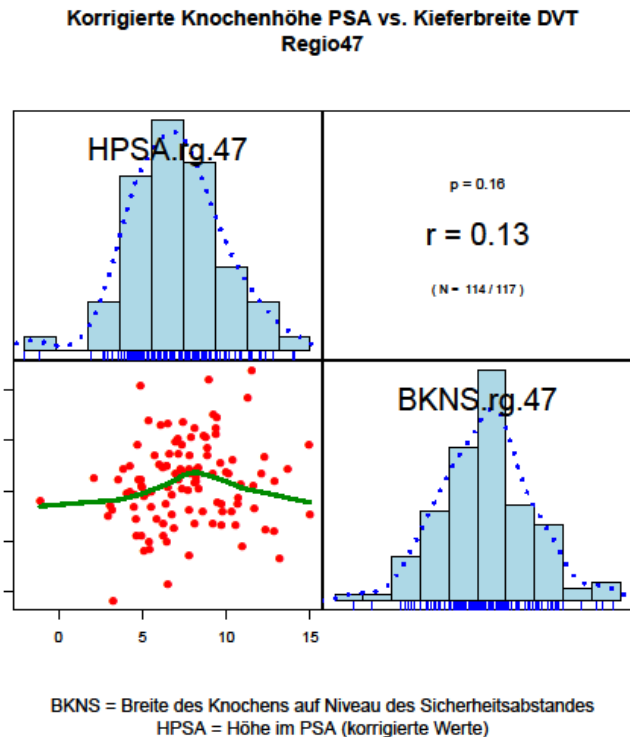 Korrigierte Knochenhöhe PSA vs. Kieferbreite DVT
Regio47
HPSA.rg.47
p = 0.16
r = 0.13
( N = 114 / 117 )
BKNS.rg.47
0 5 10 15
BKNS = Breite des Knochens auf Niveau des Sicherheitsabstandes
HPSA = Höhe im PSA (korrigierte Werte)